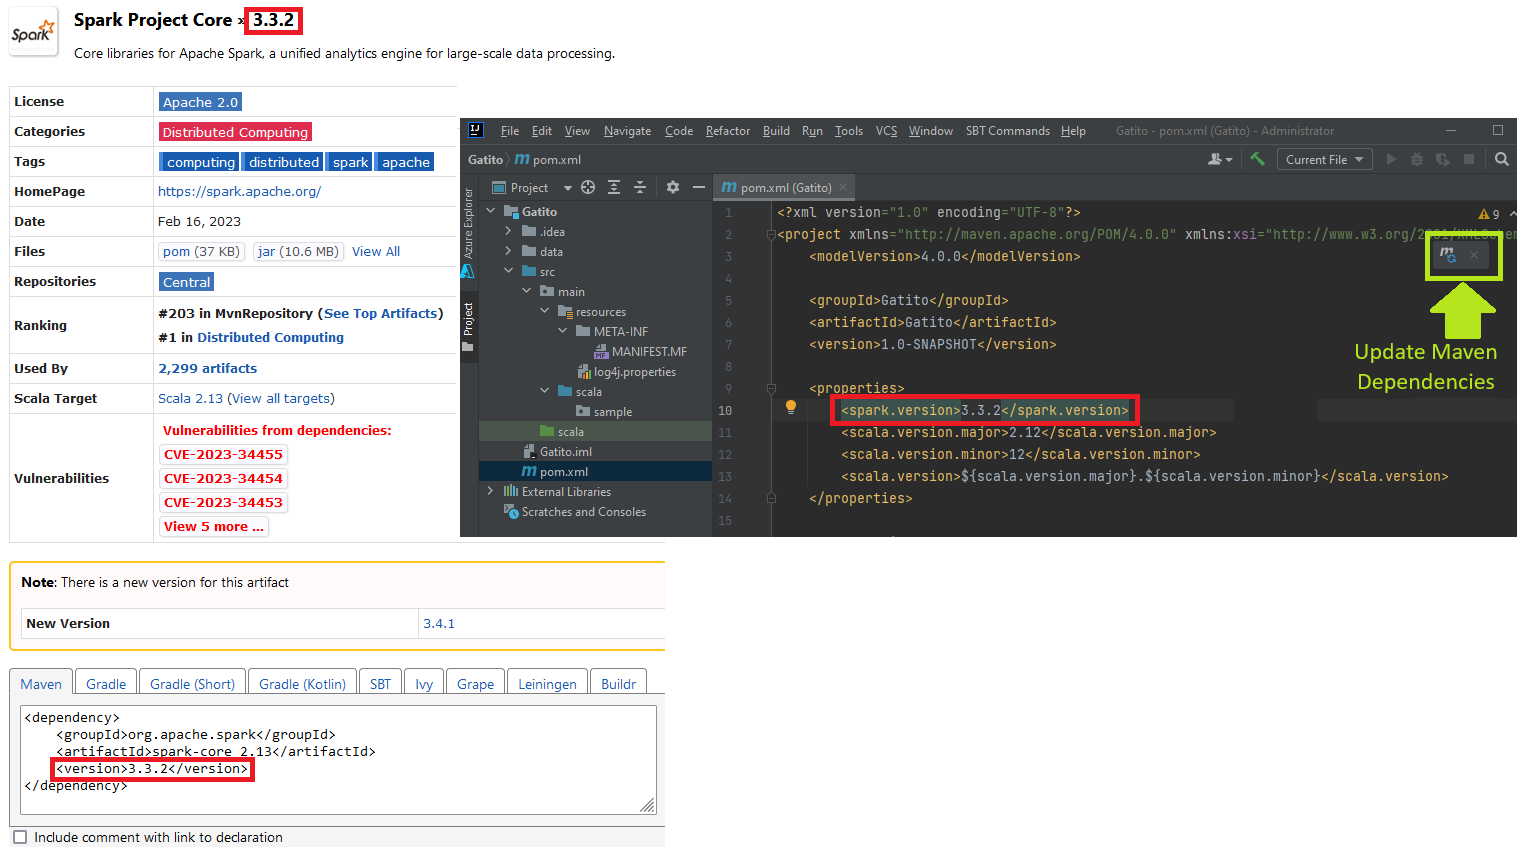 Spark
Spark Project Core » 3.3.2
Core libraries for Apache Spark, a unified analytics engine for large-scale data processing.
License Apache 2.0
Categories Distributed Computing
Tags computing distributed spark apache
HomePage https://spark.apache.org/
Date Feb 16, 2023
Files pom (37 KB) jar (10.6 MB) View All
Repositories Central
Ranking #203 in MvnRepository (See Top Artifacts)
#1 in Distributed Computing
Used By 2,299 artifacts
Scala Target Scala 2.13 (View all targets)
Vulnerabilities Vulnerabilities from dependencies:
CVE-2023-34455
CVE-2023-34454
CVE-2023-34453
View 5 more ...
Note: There is a new version for this artifact
New Version 3.4.1
Maven Gradle Gradle (Short) Gradle (Kotlin) SBT Ivy Grape Leiningen Buildr
<dependency>
<groupId>org.apache.spark</groupId>
<artifactId>spark-core_2.13</artifactId>
<version>3.3.2</version>
</dependency>
Include comment with link to declaration
IJ File Edit View Navigate Code Refactor Build Run Tools VCS Window SBT Commands Help Gatito - pom.xml (Gatito) - Administrator
Gatito m pom.xml Current File
Project m pom.xml (Gatito)
Azure Explorer
Project
Gatito
.idea
data
src
main
resources
META-INF
MF MANIFEST.MF
log4j.properties
scala
sample
scala
Gatito.iml
m pom.xml
External Libraries
Scratches and Consoles
1 <?xml version="1.0" encoding="UTF-8"?> 9
2 <project xmlns="http://maven.apache.org/POM/4.0.0" xmlns:xsi="http://www.w3.org/2001/XMLSchem
3 <modelVersion>4.0.0</modelVersion>
m
4
5 <groupId>Gatito</groupId>
6 <artifactId>Gatito</artifactId>
7 <version>1.0-SNAPSHOT</version>
8
9 <properties>
10 <spark.version>3.3.2</spark.version>
11 <scala.version.major>2.12</scala.version.major>
12 <scala.version.minor>12</scala.version.minor>
13 <scala.version>${scala.version.major}.${scala.version.minor}</scala.version>
14 </properties>
15
Update Maven
Dependencies